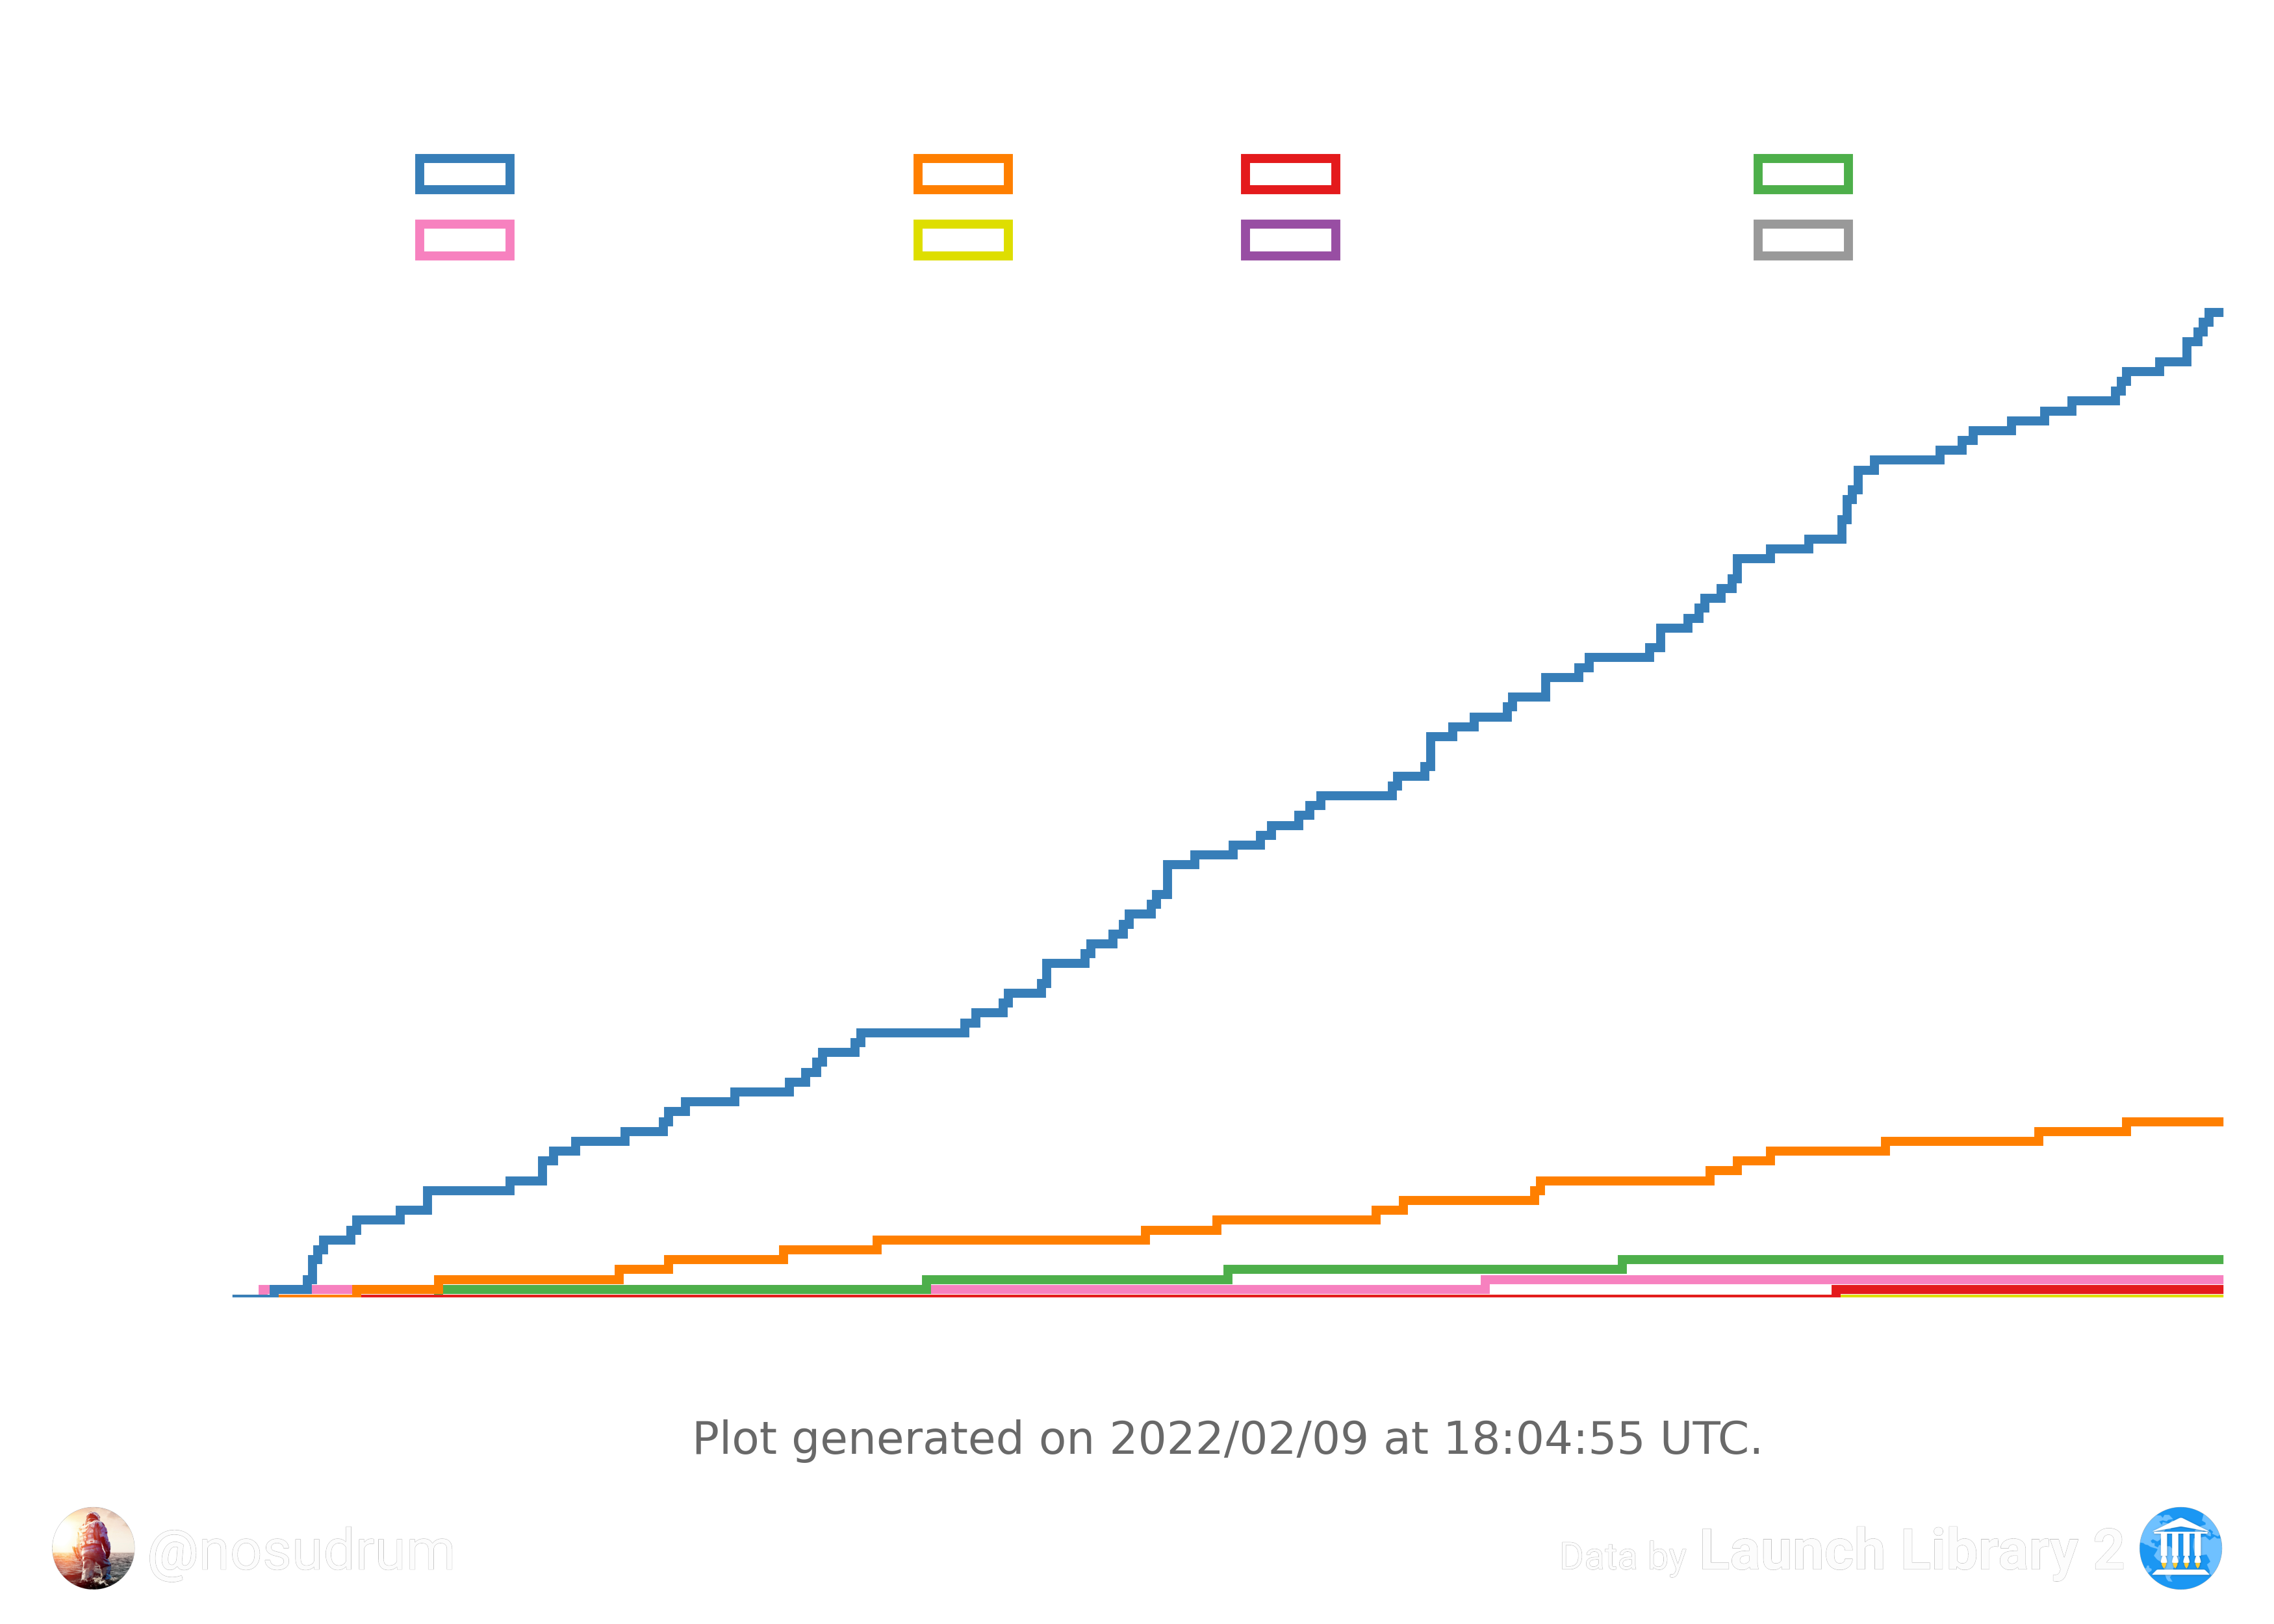 Plot generated on 2022/02/09 at 18:04:55 UTC.
@nosudrum
Data by Launch Library 2